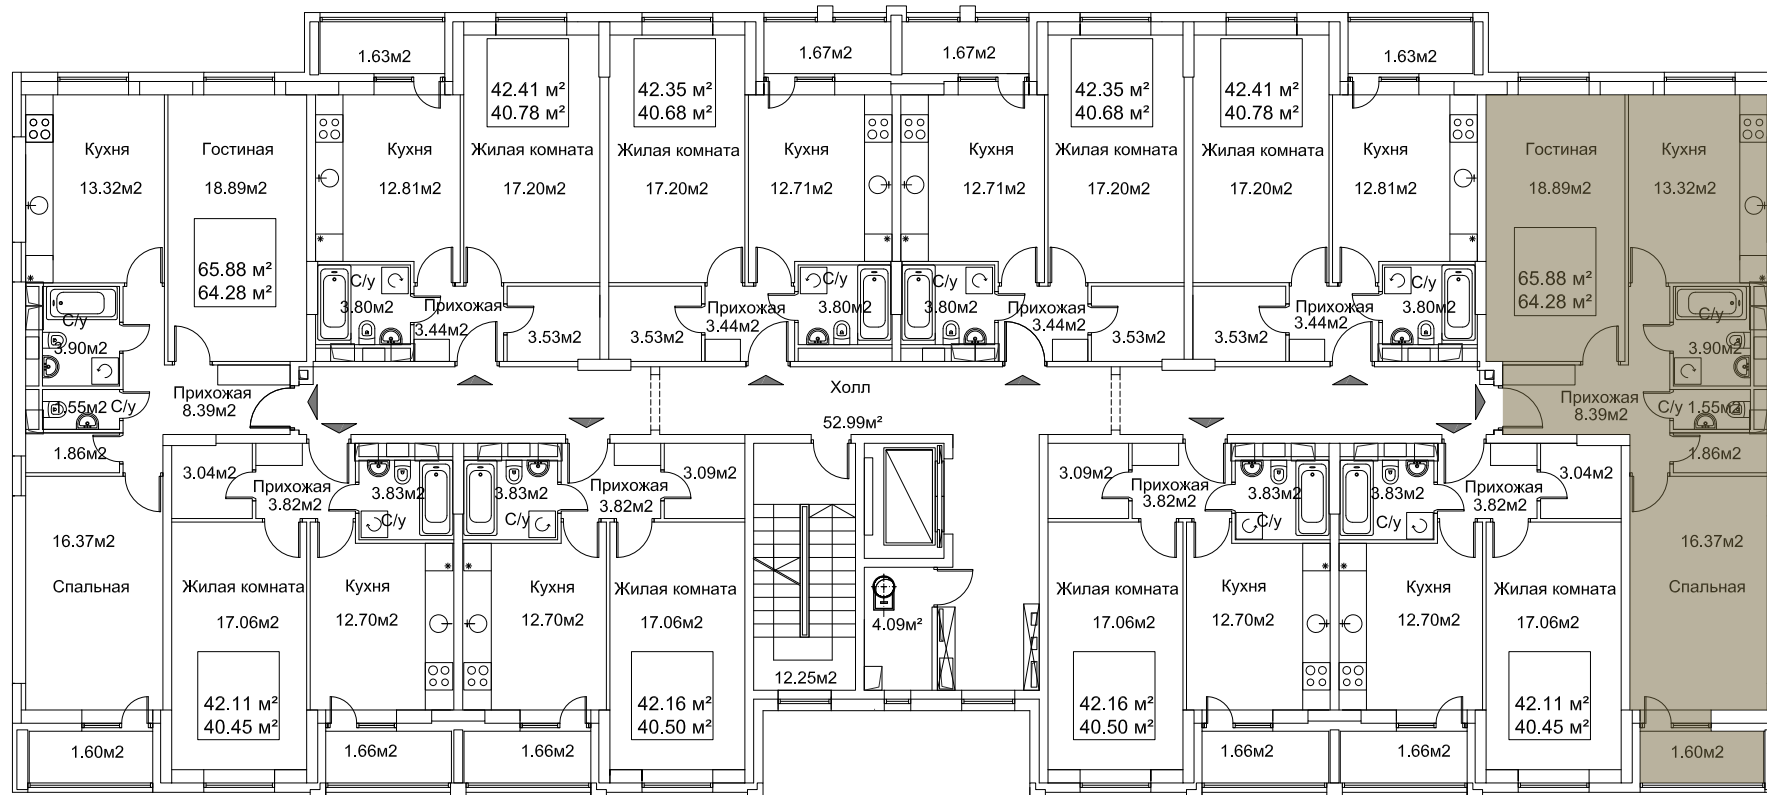 1.63м2
1.67м2
1.67м2
1.63м2
42.41 м²
40.78 м²
42.35 м²
40.68 м²
42.35 м²
40.68 м²
42.41 м²
40.78 м²
Кухня
13.32м2
Гостиная
18.89м2
Кухня
12.81м2
Жилая комната
17.20м2
Жилая комната
17.20м2
Кухня
12.71м2
Кухня
12.71м2
Жилая комната
17.20м2
Жилая комната
17.20м2
Кухня
12.81м2
Гостиная
18.89м2
Кухня
13.32м2
65.88 м²
64.28 м²
65.88 м²
64.28 м²
С/у
3.90м2
С/у
3.80м2
Прихожая
3.44м2
3.53м2
3.53м2
Прихожая
3.44м2
С/у
3.80м2
С/у
3.80м2
Прихожая
3.44м2
3.53м2
3.53м2
Прихожая
3.44м2
С/у
3.80м2
С/у
3.90м2
1.55м2
С/у
Прихожая
8.39м2
Холл
52.99м²
Прихожая
8.39м2
С/у
1.55м2
1.86м2
3.04м2
Прихожая
3.82м2
3.83м2
С/у
3.83м2
С/у
Прихожая
3.82м2
3.09м2
3.09м2
Прихожая
3.82м2
3.83м2
С/у
3.83м2
С/у
Прихожая
3.82м2
3.04м2
1.86м2
16.37м2
Спальная
Жилая комната
17.06м2
Кухня
12.70м2
Кухня
12.70м2
Жилая комната
17.06м2
4.09м²
12.25м2
Жилая комната
17.06м2
Кухня
12.70м2
Кухня
12.70м2
Жилая комната
17.06м2
16.37м2
Спальная
42.11 м²
40.45 м²
42.16 м²
40.50 м²
42.16 м²
40.50 м²
42.11 м²
40.45 м²
1.60м2
1.66м2
1.66м2
1.66м2
1.66м2
1.60м2